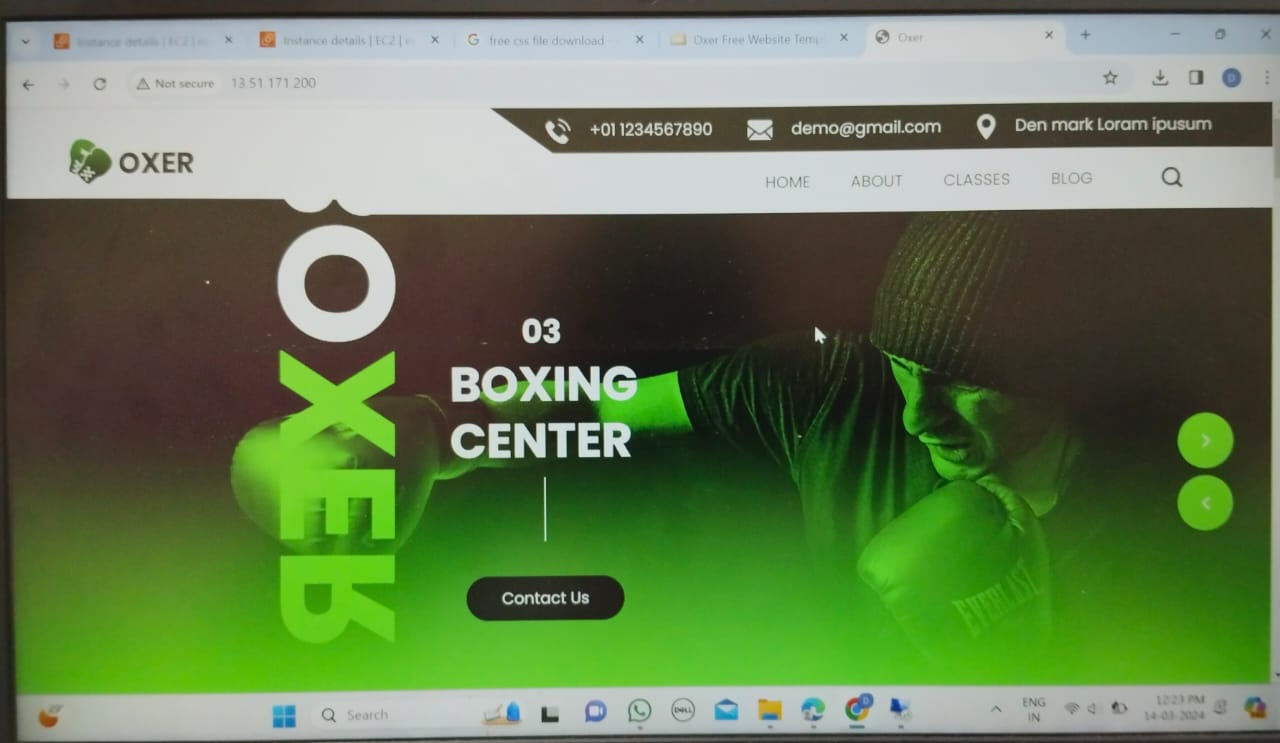 Instance details | EC2 | e
Instance details | EC2 | e
free css file download -
Oxer Free Website Temp
Oxer
Not secure
13.51.171.200
+01 1234567890
demo@gmail.com
Den mark Loram ipusum
OXER
HOME
ABOUT
CLASSES
BLOG
OXER
03
BOXING
CENTER
Contact Us
EVERLAST
29°
Search
DELL
ENG
IN
12:23 PM
14-03-2024